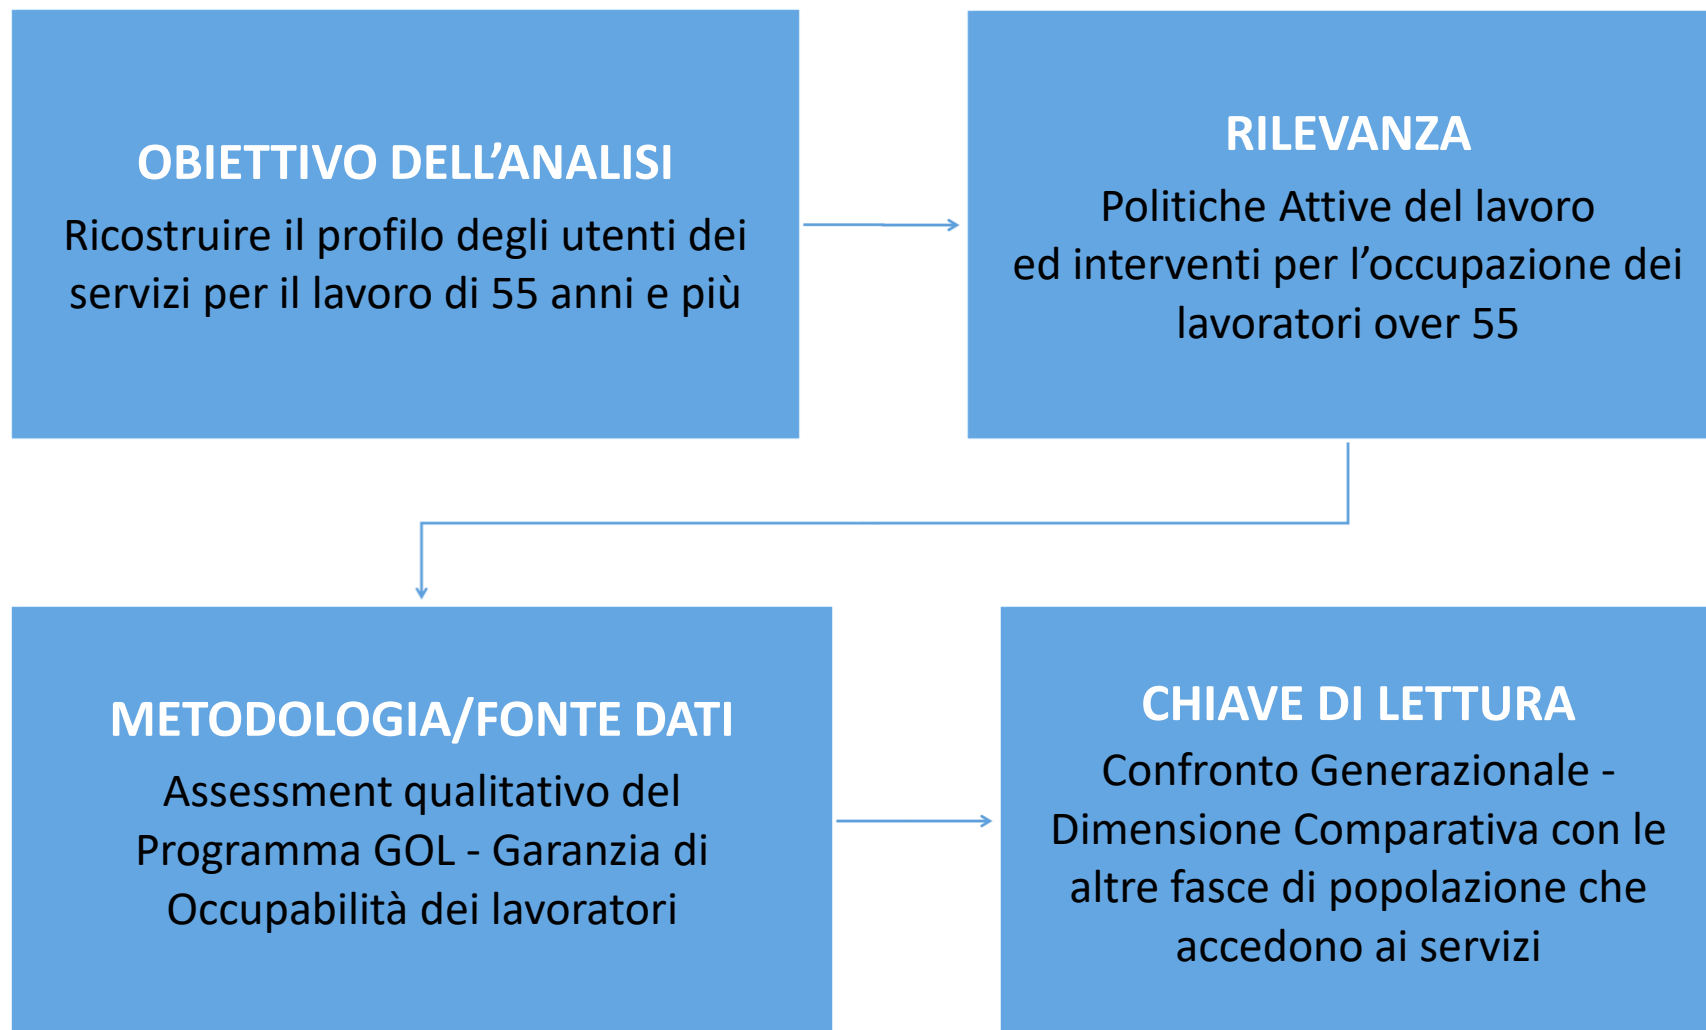 OBIETTIVO DELL’ANALISI
Ricostruire il profilo degli utenti dei
servizi per il lavoro di 55 anni e più
RILEVANZA
Politiche Attive del lavoro
ed interventi per l’occupazione dei
lavoratori over 55
METODOLOGIA/FONTE DATI
Assessment qualitativo del
Programma GOL - Garanzia di
Occupabilità dei lavoratori
CHIAVE DI LETTURA
Confronto Generazionale -
Dimensione Comparativa con le
altre fasce di popolazione che
accedono ai servizi